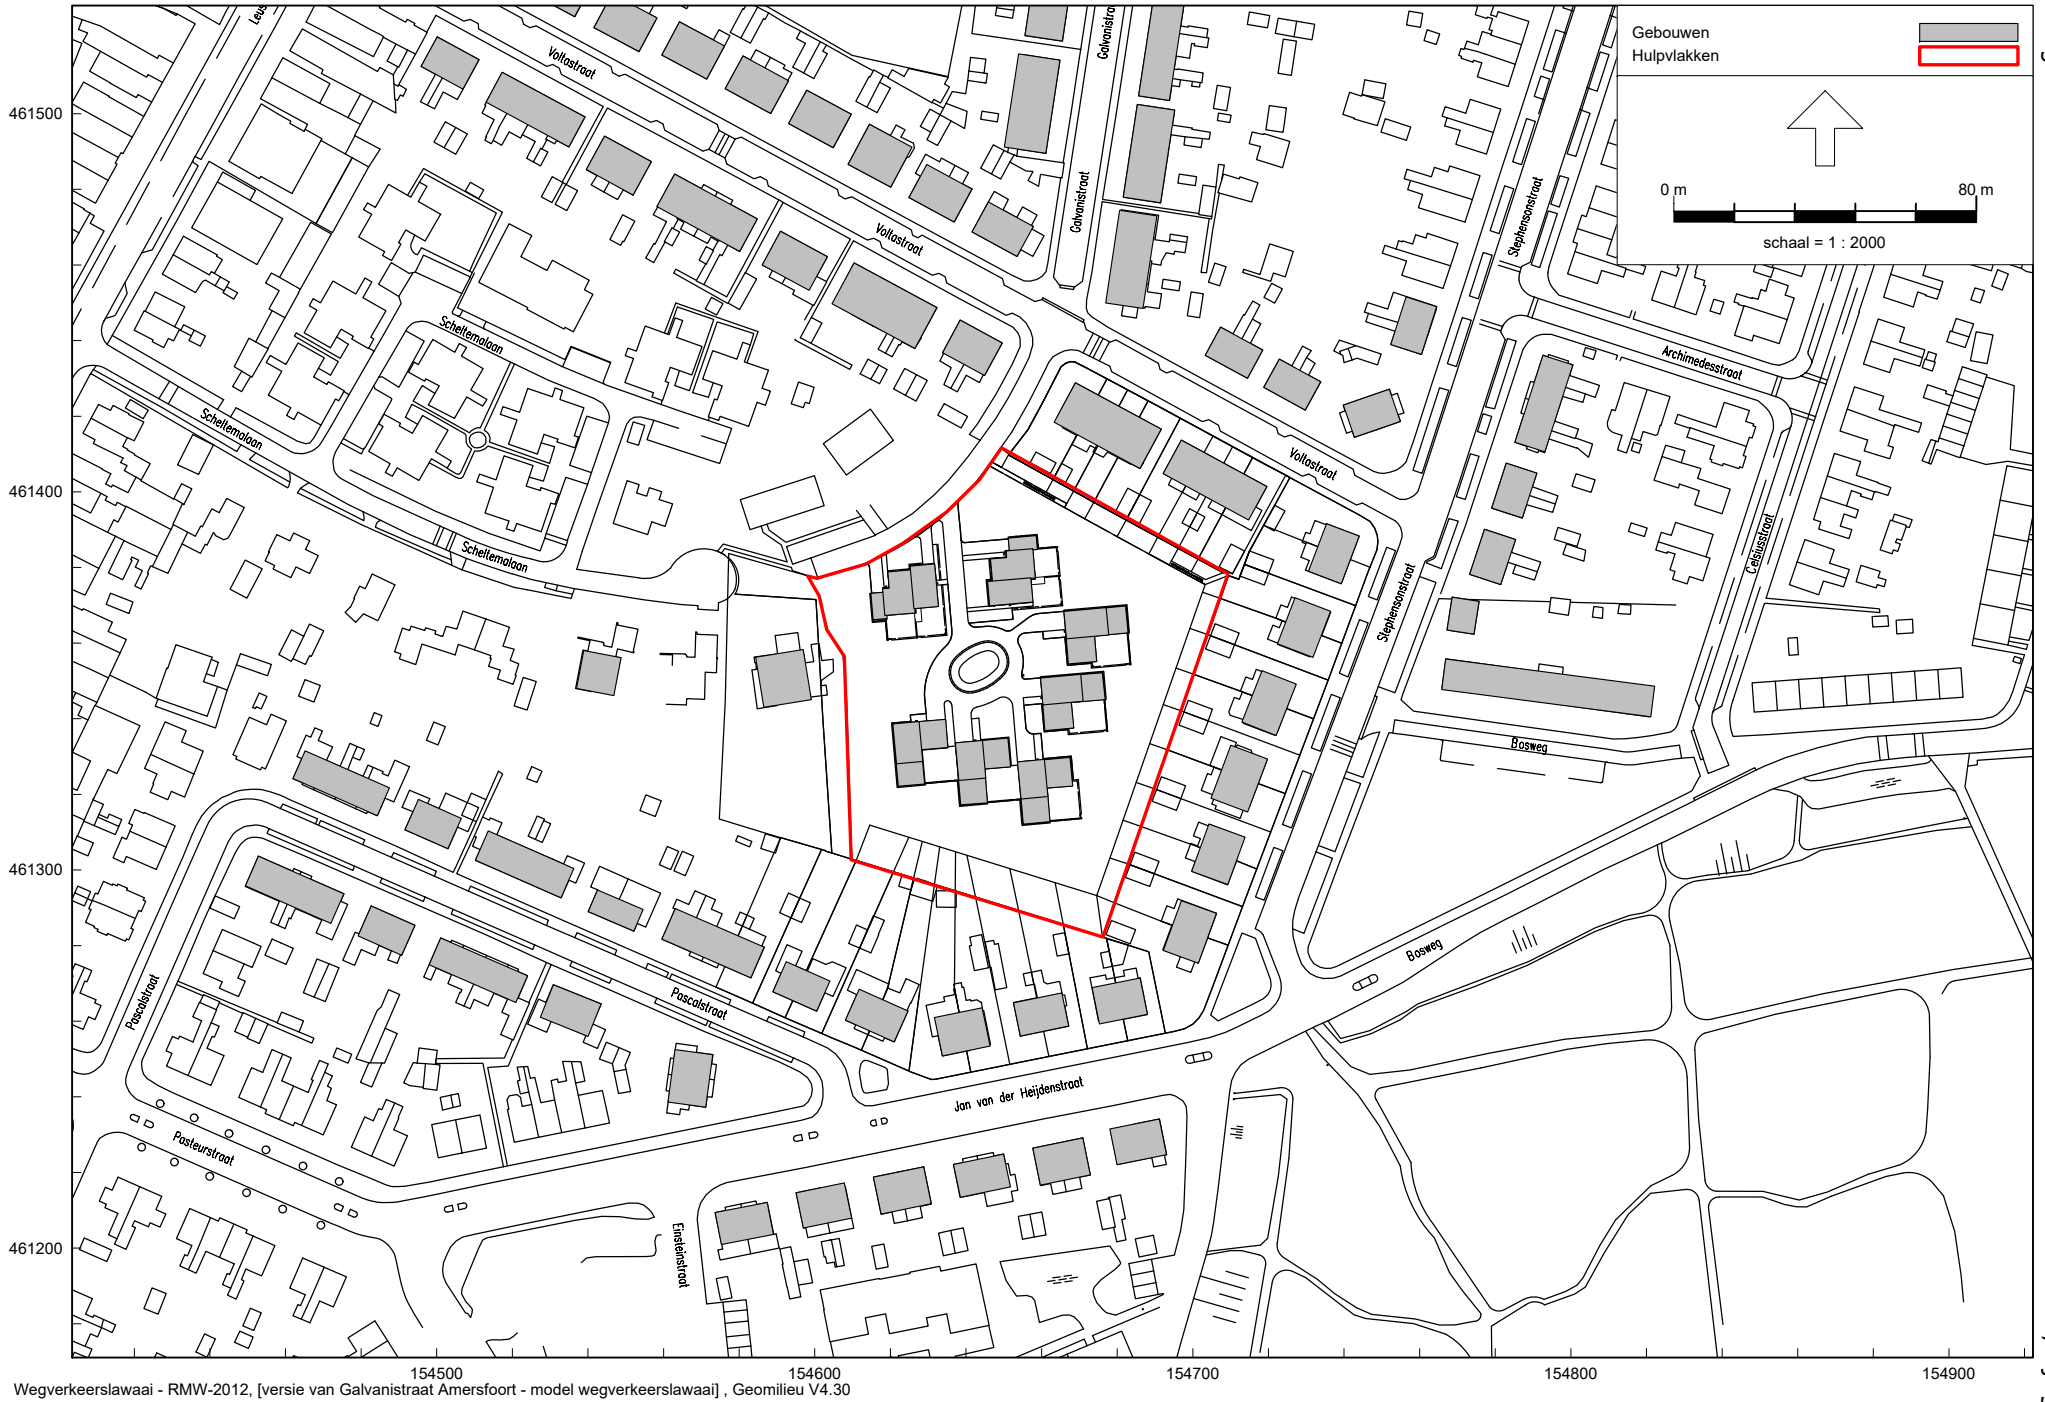 Gebouwen
Hulpvlakken
0 m
80 m
schaal = 1 : 2000
461500
461400
461300
461200
154500
154600
154700
154800
154900
Voltastraat
Galvanistraat
Galvanistraat
Stephensonstraat
Voltastraat
Scheltemalaan
Archimedesstraat
Scheltemalaan
Voltastraat
Scheltemalaan
Celsiusstraat
Stephensonstraat
Bosweg
Bosweg
Pascalstraat
Pascalstraat
Jan van der Heijdenstraat
Pasteurstraat
Einsteinstraat
Wegverkeerslawaai - RMW-2012, [versie van Galvanistraat Amersfoort - model wegverkeerslawaai] , Geomilieu V4.30